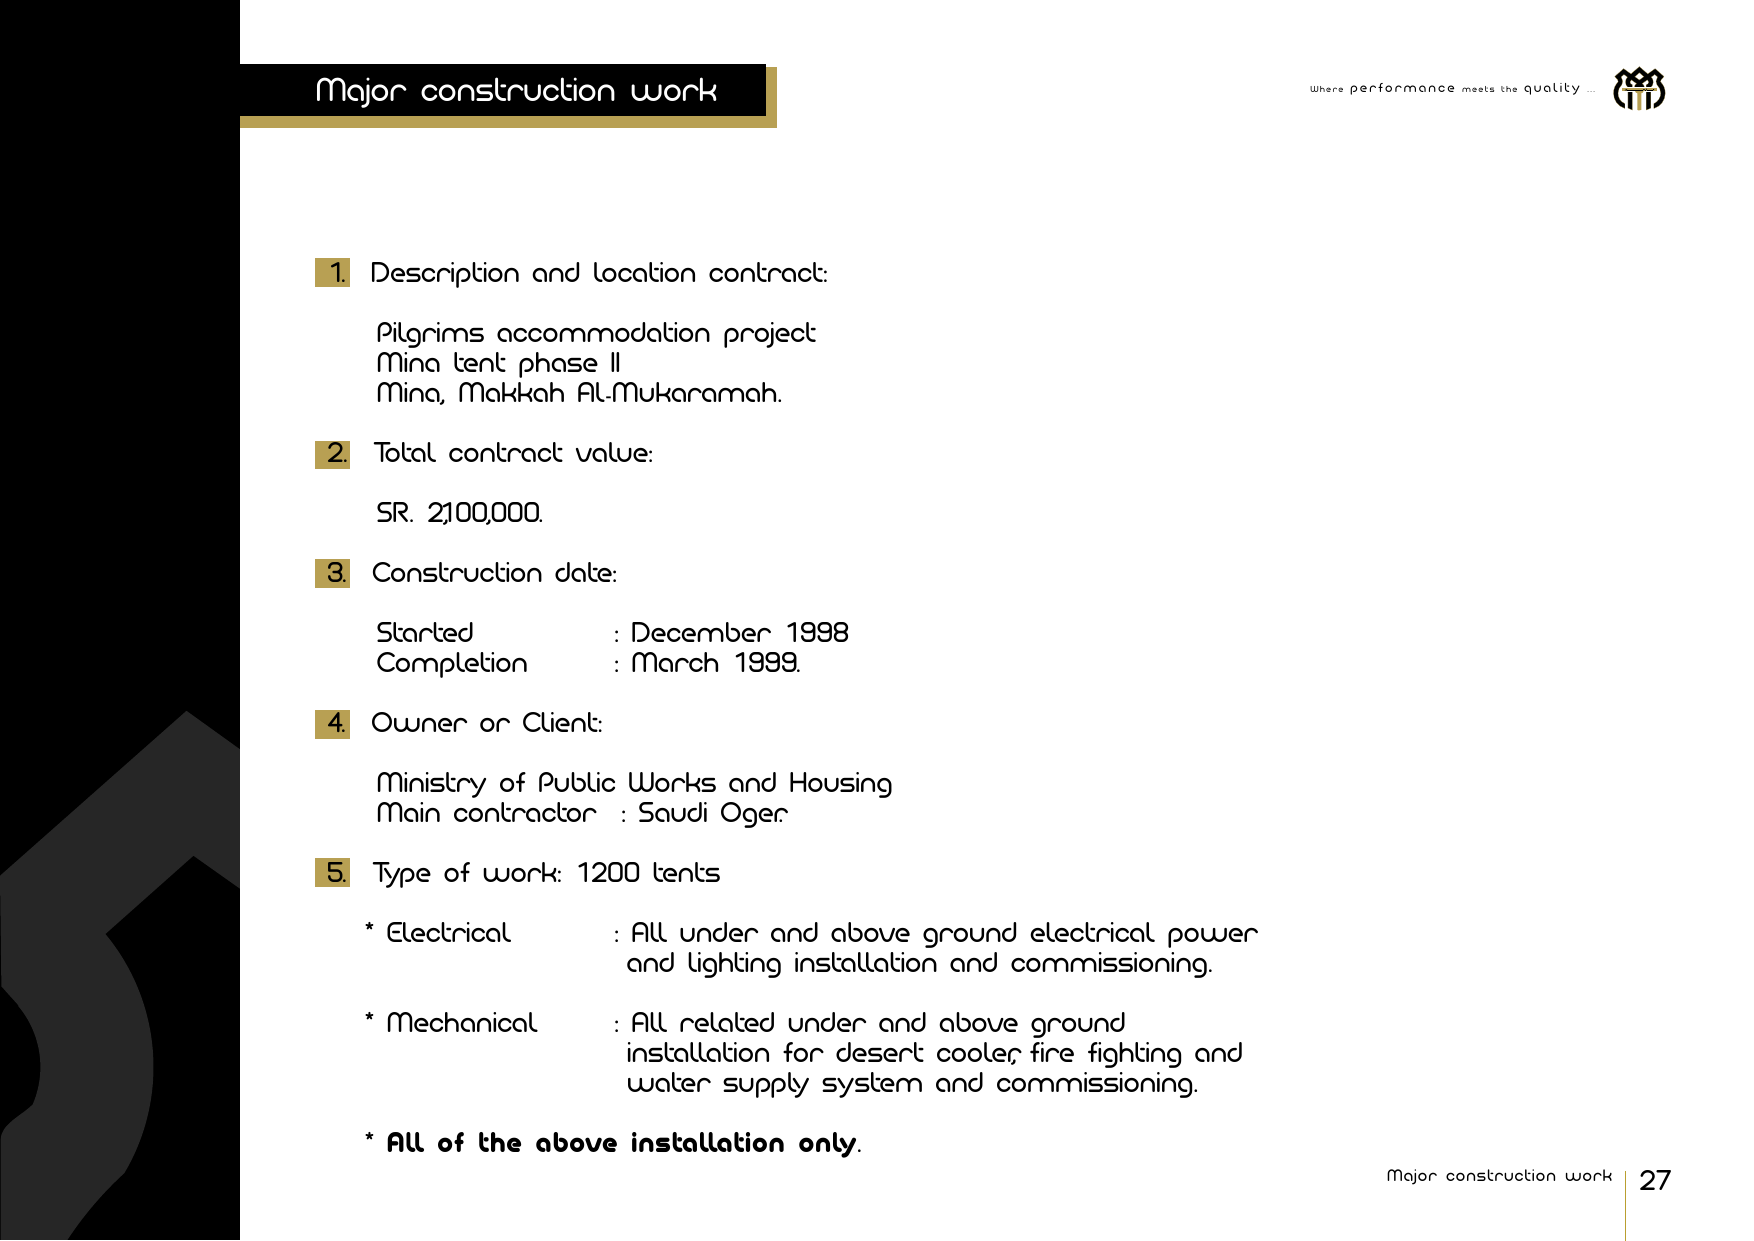 Major construction work
Where performance meets the quality ...
1. Description and location contract:
Pilgrims accommodation project
Mina tent phase II
Mina, Makkah Al-Mukaramah.
2. Total contract value:
SR. 2,100,000.
3. Construction date:
Started : December 1998
Completion : March 1999.
4. Owner or Client:
Ministry of Public Works and Housing
Main contractor : Saudi Oger.
5. Type of work: 1200 tents
* Electrical : All under and above ground electrical power
and lighting installation and commissioning.
* Mechanical : All related under and above ground
installation for desert cooler, fire fighting and
water supply system and commissioning.
* All of the above installation only.
Major construction work 27